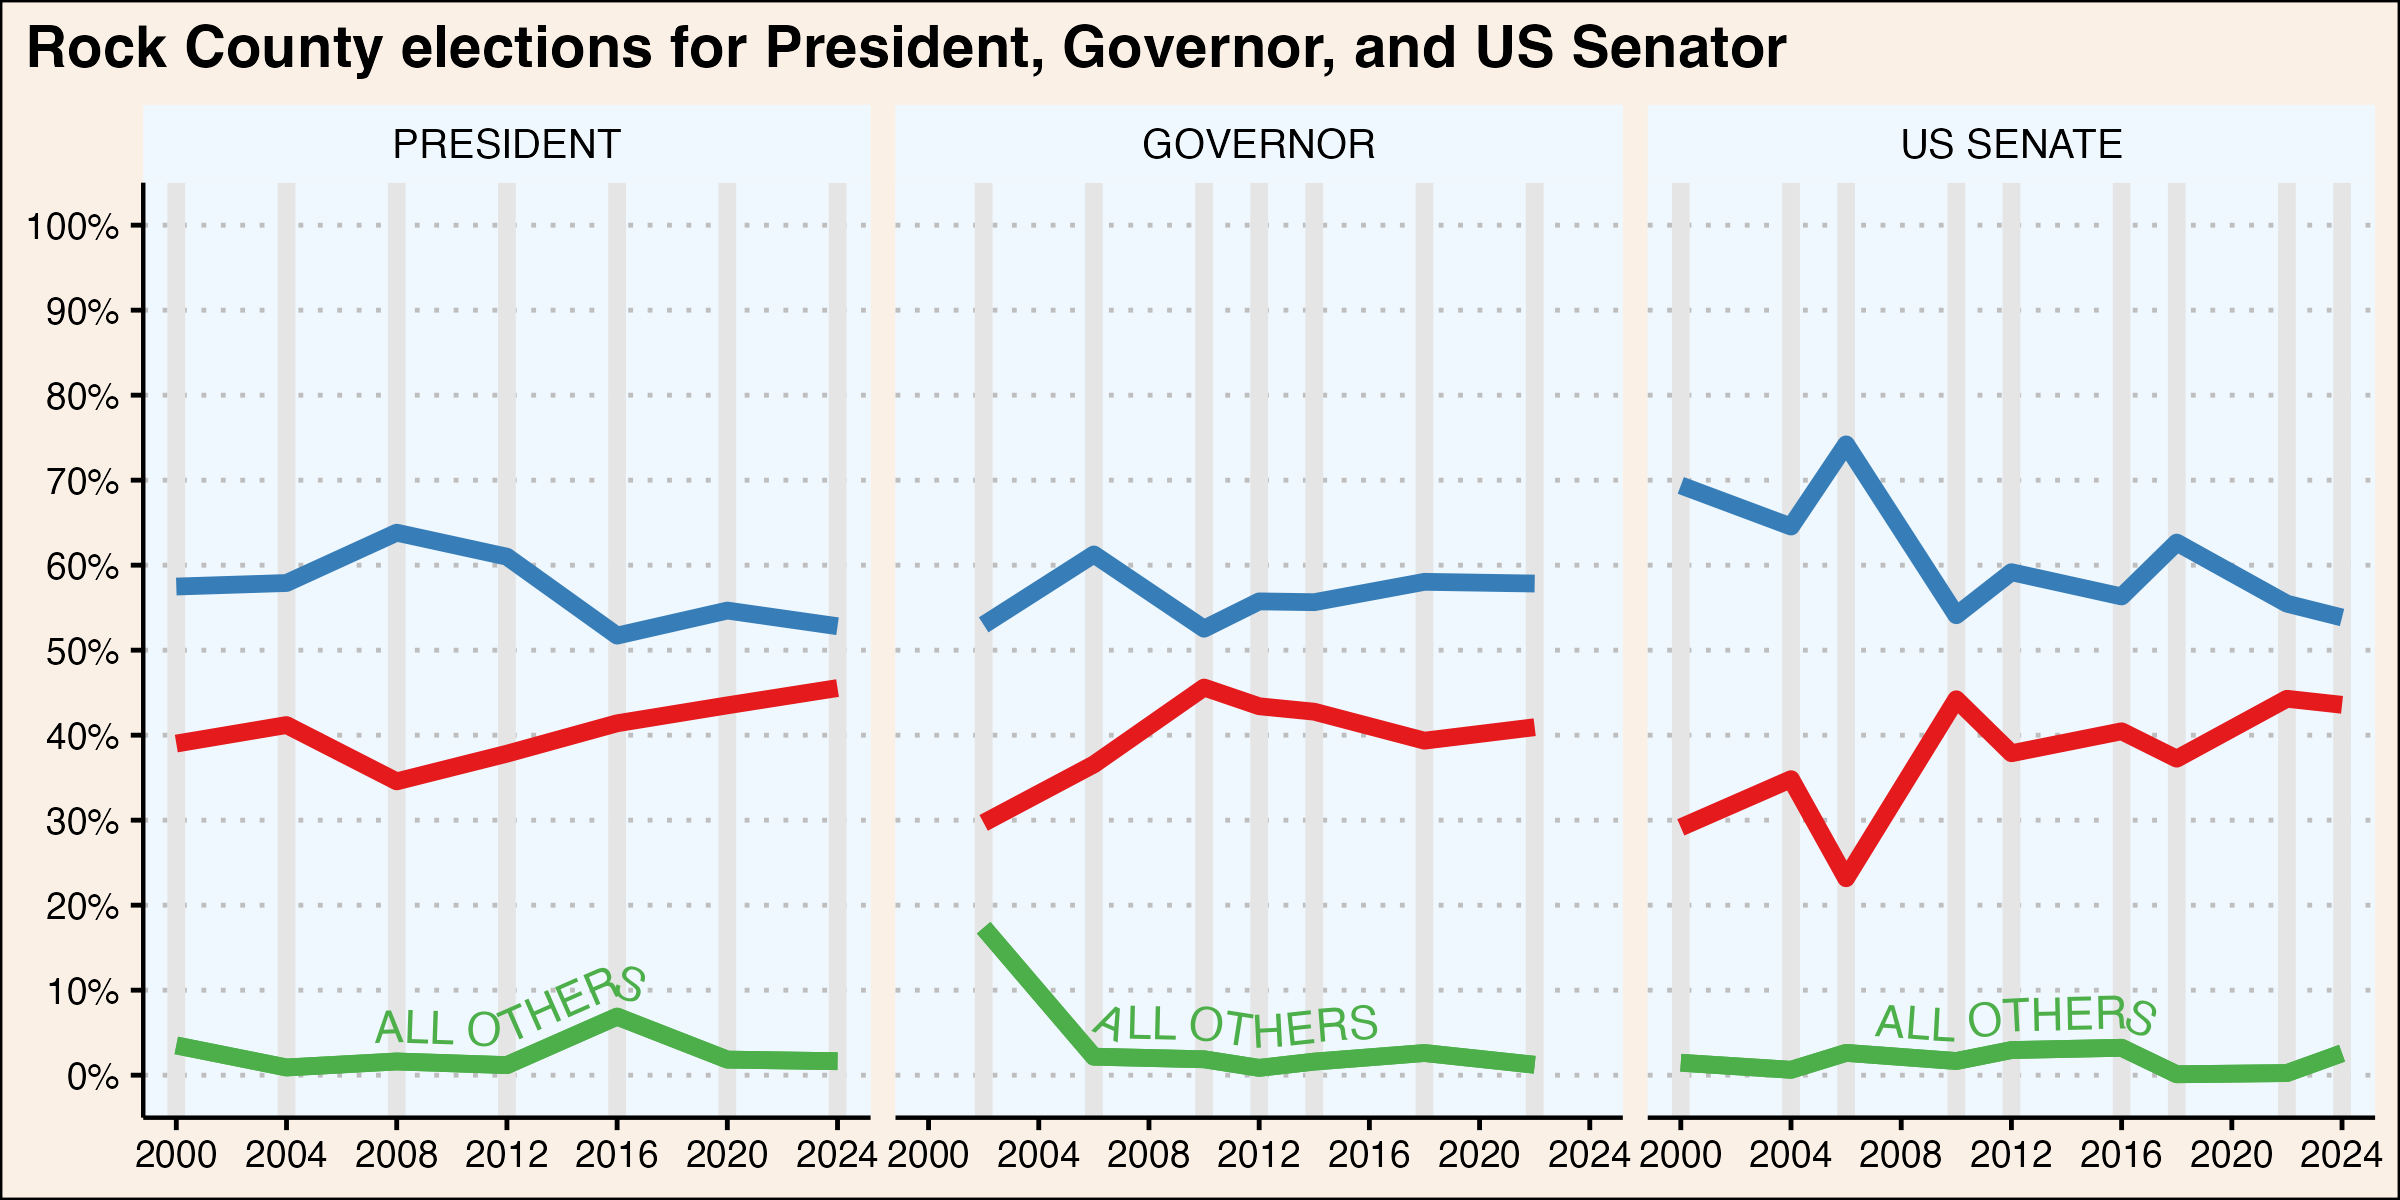 Rock County elections for President, Governor, and US Senator
PRESIDENT
GOVERNOR
US SENATE
100%
90%
80%
70%
60%
50%
40%
30%
20%
10%
0%
ALL OTHERS
ALL OTHERS
ALL OTHERS
2000 2004 2008 2012 2016 2020 2024
2000 2004 2008 2012 2016 2020 2024
2000 2004 2008 2012 2016 2020 2024